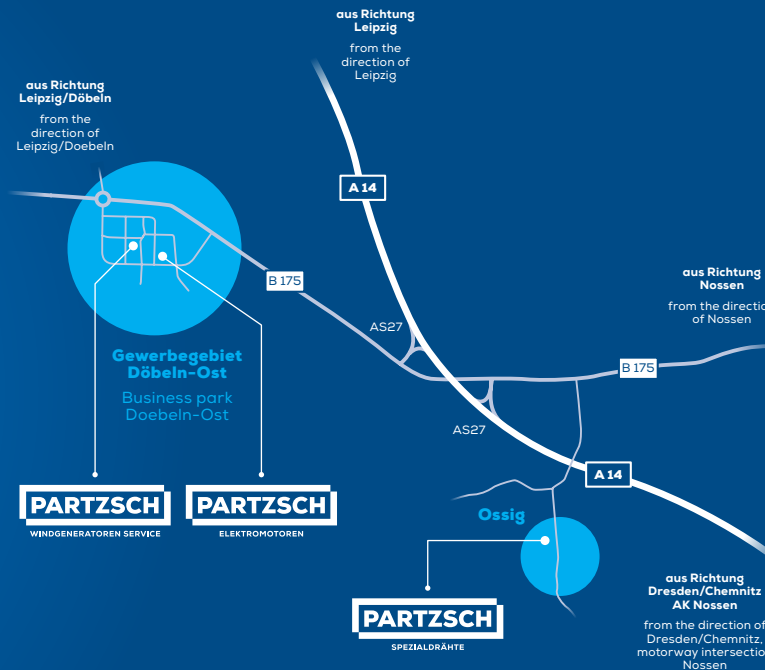 aus Richtung
Leipzig
from the
direction of
Leipzig
aus Richtung
Leipzig/Döbeln
from the
direction of
Leipzig/Doebeln
A 14
B 175
aus Richtung
Nossen
from the directio
of Nossen
AS27
Gewerbegebiet
Döbeln-Ost
Business park
Doebeln-Ost
B 175
AS27
A 14
PARTZSCH
WINDGENERATOREN SERVICE
PARTZSCH
ELEKTROMOTOREN
Ossig
PARTZSCH
SPEZIALDRÄHTE
aus Richtung
Dresden/Chemnitz
AK Nossen
from the direction of
Dresden/Chemnitz,
motorway intersection
Nossen